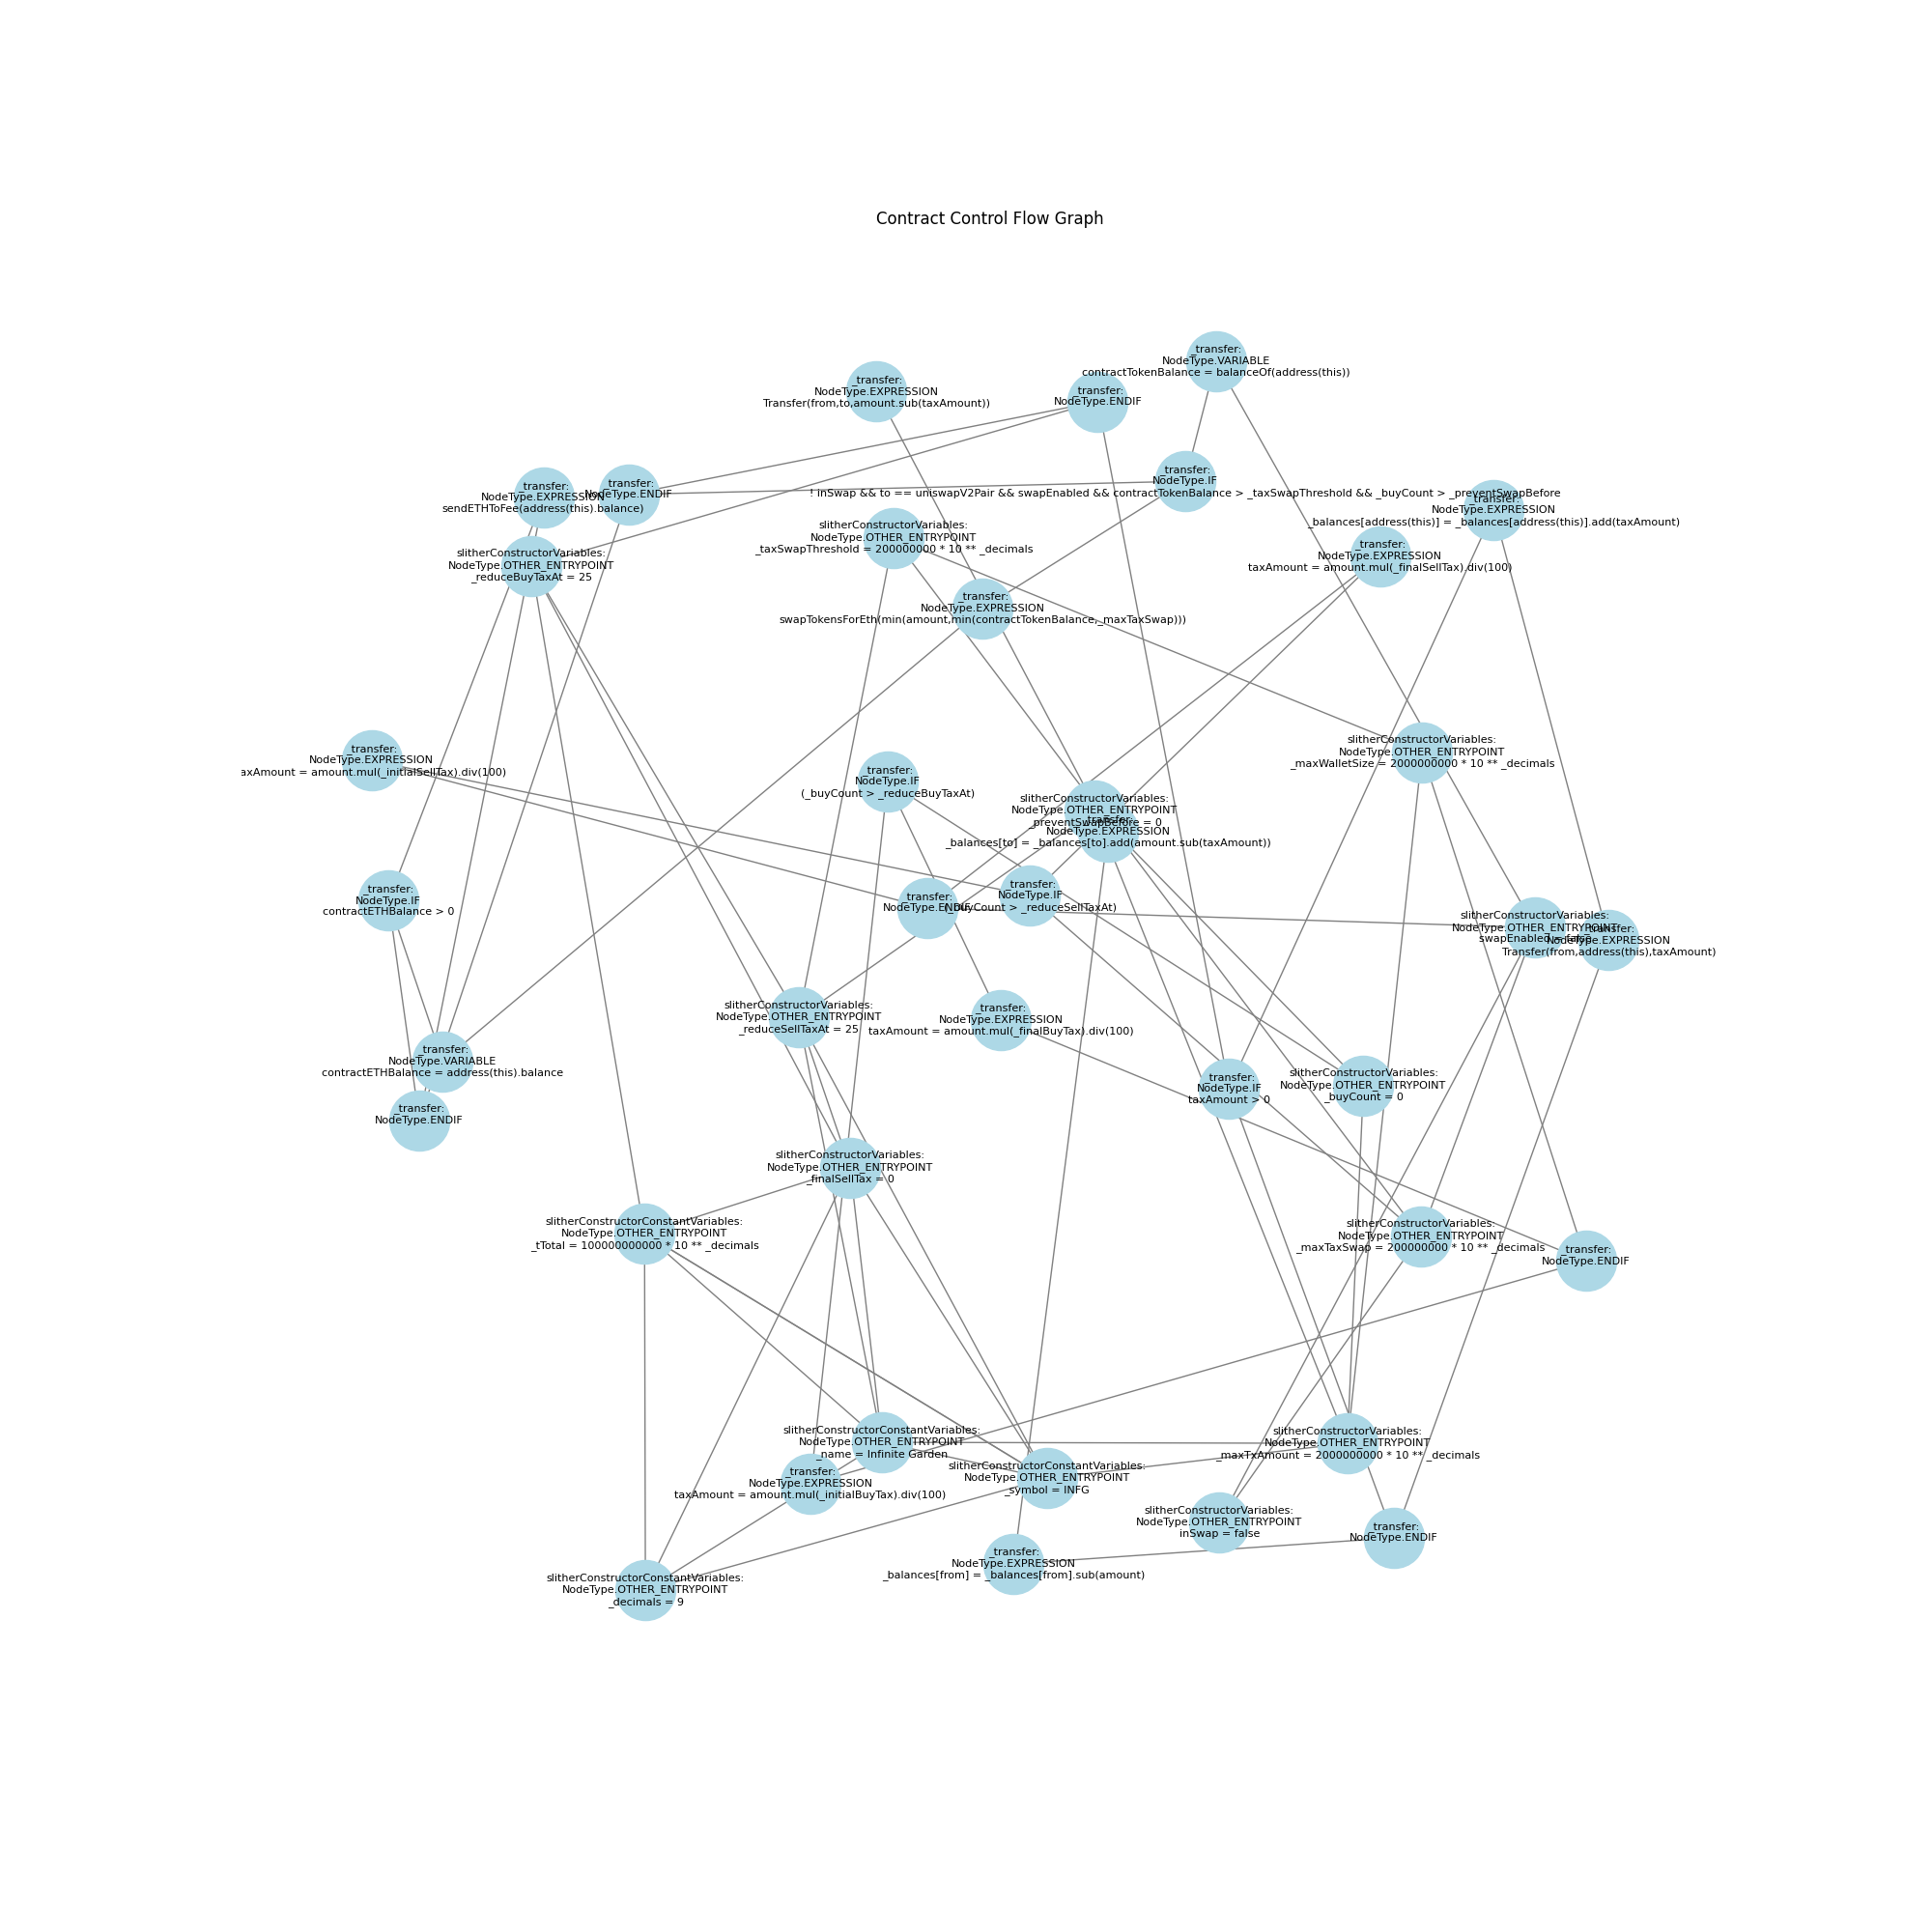 Contract Control Flow Graph
_transfer:
NodeType.VARIABLE
contractTokenBalance = balanceOf(address(this))
_transfer:
NodeType.EXPRESSION
Transfer(from,to,amount.sub(taxAmount))
_transfer:
NodeType.ENDIF
_transfer:
NodeType.IF
! inSwap && to == uniswapV2Pair && swapEnabled && contractTokenBalance > _taxSwapThreshold && _buyCount > _preventSwapBefore
_transfer:
NodeType.EXPRESSION
sendETHToFee(address(this).balance)
_transfer:
NodeType.ENDIF
_transfer:
NodeType.EXPRESSION
_balances[address(this)] = _balances[address(this)].add(taxAmount)
slitherConstructorVariables:
NodeType.OTHER_ENTRYPOINT
_taxSwapThreshold = 200000000 * 10 ** _decimals
_transfer:
NodeType.EXPRESSION
taxAmount = amount.mul(_finalSellTax).div(100)
slitherConstructorVariables:
NodeType.OTHER_ENTRYPOINT
_reduceBuyTaxAt = 25
_transfer:
NodeType.EXPRESSION
swapTokensForEth(min(amount,min(contractTokenBalance,_maxTaxSwap)))
_transfer:
NodeType.EXPRESSION
axAmount = amount.mul(_initialSellTax).div(100)
slitherConstructorVariables:
NodeType.OTHER_ENTRYPOINT
_maxWalletSize = 2000000000 * 10 ** _decimals
_transfer:
NodeType.IF
(_buyCount > _reduceBuyTaxAt)
slitherConstructorVariables:
NodeType.OTHER_ENTRYPOINT
_preventSwapBefore = 0
_transfer:
NodeType.EXPRESSION
_balances[to] = _balances[to].add(amount.sub(taxAmount))
_transfer:
NodeType.IF
contractETHBalance > 0
_transfer:
NodeType.ENDIF
_transfer:
NodeType.IF
(_buyCount > _reduceSellTaxAt)
slitherConstructorVariables:
NodeType.OTHER_ENTRYPOINT
swapEnabled = false
_transfer:
NodeType.EXPRESSION
Transfer(from,address(this),taxAmount)
slitherConstructorVariables:
NodeType.OTHER_ENTRYPOINT
_reduceSellTaxAt = 25
_transfer:
NodeType.EXPRESSION
taxAmount = amount.mul(_finalBuyTax).div(100)
_transfer:
NodeType.VARIABLE
contractETHBalance = address(this).balance
_transfer:
NodeType.IF
taxAmount > 0
slitherConstructorVariables:
NodeType.OTHER_ENTRYPOINT
_buyCount = 0
_transfer:
NodeType.ENDIF
slitherConstructorVariables:
NodeType.OTHER_ENTRYPOINT
_finalSellTax = 0
slitherConstructorConstantVariables:
NodeType.OTHER_ENTRYPOINT
_tTotal = 100000000000 * 10 ** _decimals
slitherConstructorVariables:
NodeType.OTHER_ENTRYPOINT
_maxTaxSwap = 200000000 * 10 ** _decimals
_transfer:
NodeType.ENDIF
slitherConstructorConstantVariables:
NodeType.OTHER_ENTRYPOINT
_name = Infinite Garden
slitherConstructorVariables:
NodeType.OTHER_ENTRYPOINT
_maxTxAmount = 2000000000 * 10 ** _decimals
_transfer:
NodeType.EXPRESSION
taxAmount = amount.mul(_initialBuyTax).div(100)
slitherConstructorConstantVariables:
NodeType.OTHER_ENTRYPOINT
_symbol = INFG
slitherConstructorVariables:
NodeType.OTHER_ENTRYPOINT
inSwap = false
_transfer:
NodeType.ENDIF
_transfer:
NodeType.EXPRESSION
_balances[from] = _balances[from].sub(amount)
slitherConstructorConstantVariables:
NodeType.OTHER_ENTRYPOINT
_decimals = 9